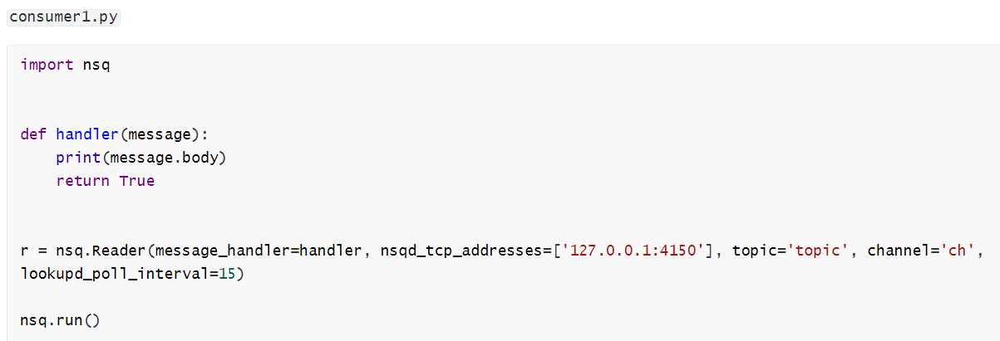 consumer1.py
import nsq
def handler(message):
    print(message.body)
    return True
r = nsq.Reader(message_handler=handler, nsqd_tcp_addresses=['127.0.0.1:4150'], topic='topic', channel='ch',
lookupd_poll_interval=15)
nsq.run()